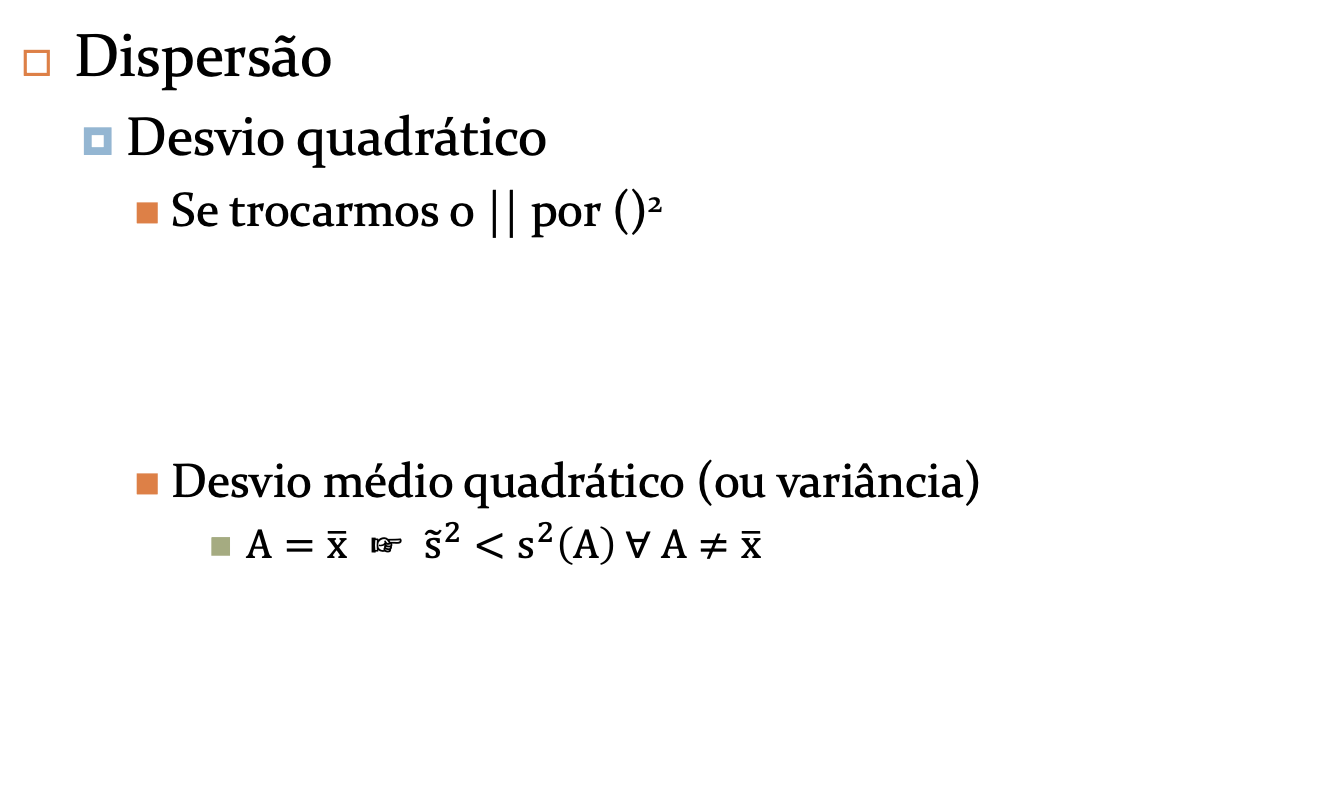 Dispersão
Desvio quadrático
Se trocarmos o || por ()²
Desvio médio quadrático (ou variância)
A = x̅ ☞ s̃² < s²(A) ∀ A ≠ x̅